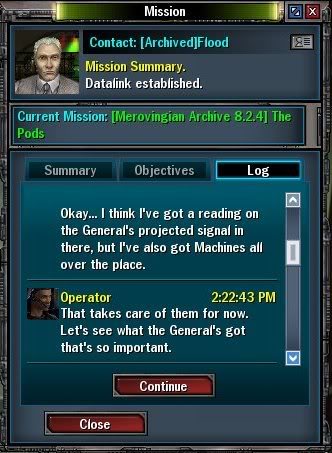 Mission
Contact: [Archived]Flood
Mission Summary.
Datalink established.
Current Mission: [Merovingian Archive 8.2.4] The
Pods
Summary
Objectives
Log
Okay... I think I've got a reading on
the General's projected signal in
there, but I've also got Machines all
over the place.
Operator 2:22:43 PM
That takes care of them for now.
Let's see what the General's got
that's so important.
Continue
Close